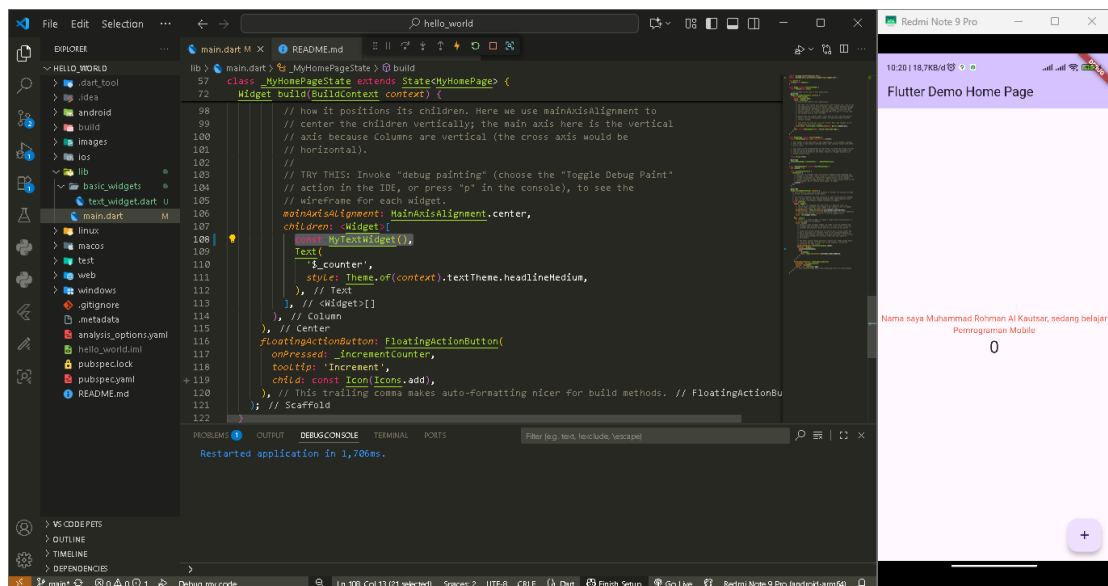 File Edit Selection ...
hello_world
EXPLORER
HELLO_WORLD
.dart_tool
.idea
android
build
images
ios
lib
basic_widgets
text_widget.dart U
main.dart M
linux
macos
test
web
windows
.gitignore
.metadata
analysis_options.yaml
hello_world.iml
pubspec.lock
pubspec.yaml
README.md
VS CODE PETS
OUTLINE
TIMELINE
DEPENDENCIES
main.dart M
README.md
lib > main.dart > _MyHomePageState > build
57 class _MyHomePageState extends State<MyHomePage> {
72 Widget build(BuildContext context) {
98 // how it positions its children. Here we use mainAxisAlignment to
99 // center the children vertically; the main axis here is the vertical
100 // axis because Columns are vertical (the cross axis would be
101 // horizontal).
102 //
103 // TRY THIS: Invoke "debug painting" (choose the "Toggle Debug Paint"
104 // action in the IDE, or press "p" in the console), to see the
105 // wireframe for each widget.
106 mainAxisAlignment: MainAxisAlignment.center,
107 children: <Widget>[
108 const MyTextWidget(),
109 Text(
110 '$_counter',
111 style: Theme.of(context).textTheme.headlineMedium,
112 ), // Text
113 ], // <Widget>[]
114 ), // Column
115 ), // Center
116 floatingActionButton: FloatingActionButton(
117 onPressed: _incrementCounter,
118 tooltip: 'Increment',
119 child: const Icon(Icons.add),
120 ), // This trailing comma makes auto-formatting nicer for build methods. // FloatingActionBu
121 ); // Scaffold
122 }
PROBLEMS 1 OUTPUT DEBUG CONSOLE TERMINAL PORTS
Filter (e.g. text, !exclude, \escape)
Restarted application in 1,706ms.
main* 0 0 1 Debug my code
Ln 108, Col 13 (21 selected) Spaces: 2 UTF-8 CRLF Dart Finish Setup Go Live Redmi Note 9 Pro (android-arm64)
Redmi Note 9 Pro
10:20 | 18,7KB/d
Flutter Demo Home Page
Nama saya Muhammad Rohman Al Kautsar, sedang belajar
Pemrograman Mobile
0
+